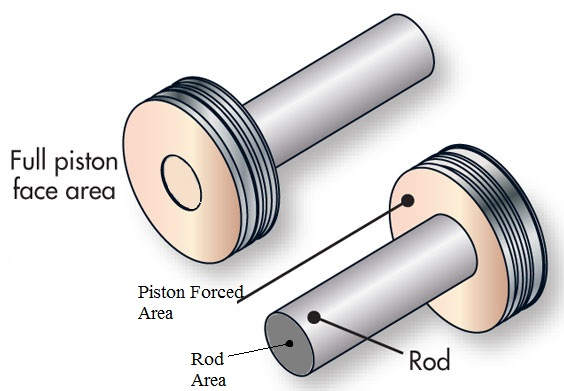 Full piston
face area
Piston Forced
Area
Rod
Area
Rod